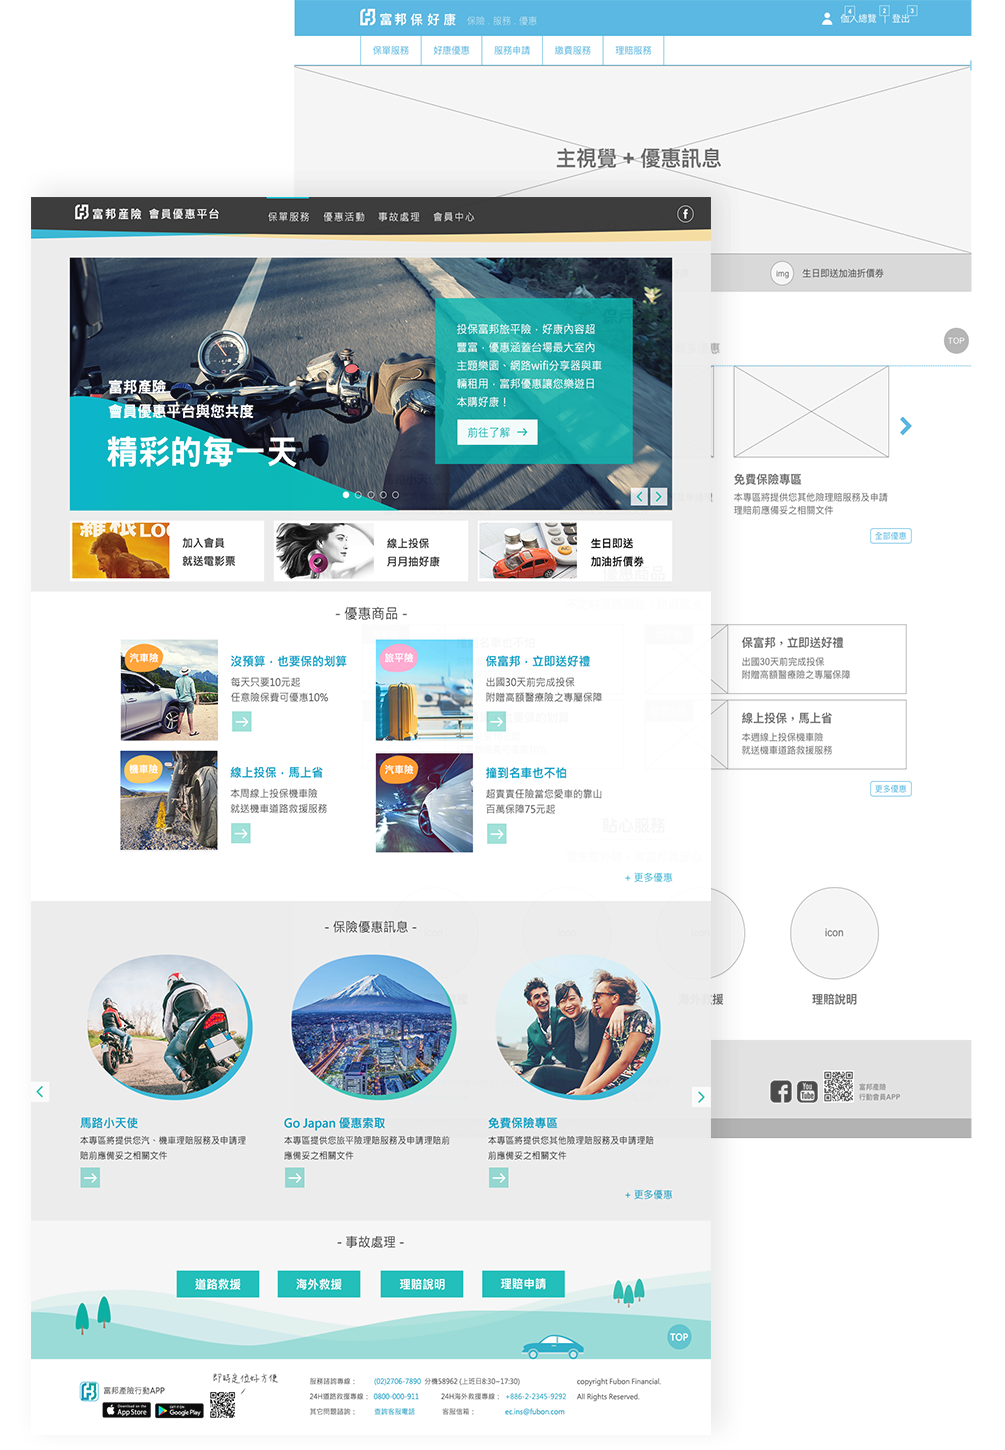 富邦保好康 保險 . 服務 . 優惠
4 2 3
個人總覽 | 登出
保單服務 好康優惠 服務申請 繳費服務 理賠服務
主視覺 + 優惠訊息
img 生日即送加油折價券
TOP
惠
免費保險專區
本專區將提供您其他險理賠服務及申請
理賠前應備妥之相關文件
全部優惠
保富邦，立即送好禮
出國30天前完成投保
附贈高額醫療險之專屬保障
線上投保，馬上省
本週線上投保機車險
就送機車道路救援服務
更多優惠
貼心服務
icon
海外救援 理賠說明
富邦產險
行動會員APP
You
Tube
富邦產險 會員優惠平台
保單服務 優惠活動 事故處理 會員中心
富邦產險
會員優惠平台與您共度
精彩的每一天
投保富邦旅平險，好康內容超
豐富，優惠涵蓋台場最大室內
主題樂園、網路wifi分享器與車
輛租用，富邦優惠讓您樂遊日
本購好康！
前往了解 →
加入會員
就送電影票
線上投保
月月抽好康
生日即送
加油折價券
- 優惠商品 -
汽車險
沒預算，也要保的划算
每天只要10元起
任意險保費可優惠10%
旅平險
保富邦，立即送好禮
出國30天前完成投保
附贈高額醫療險之專屬保障
機車險
線上投保，馬上省
本周線上投保機車險
就送機車道路救援服務
汽車險
撞到名車也不怕
超責責任險當您愛車的靠山
百萬保障75元起
+ 更多優惠
- 保險優惠訊息 -
馬路小天使
本專區將提供您汽、機車理賠服務及申請理
賠前應備妥之相關文件
Go Japan 優惠索取
本專區將提供您旅平險理賠服務及申請理賠前
前應備妥之相關文件
免費保險專區
本專區將提供您其他險理賠服務及申請理賠
前應備妥之相關文件
+ 更多優惠
- 事故處理 -
道路救援 海外救援 理賠說明 理賠申請
TOP
富邦產險行動APP
Download on the
App Store
Google Play
即時定位好方便
服務諮詢專線： (02)2706-7890 分機58962 (上班日8:30~17:30)
24H道路救援專線： 0800-000-911 24H海外救援專線： +886-2-2345-9292
其它問題諮詢： 查詢客服電話 客服信箱： ec.ins@fubon.com
copyright Fubon Financial.
All Rights Reserved.